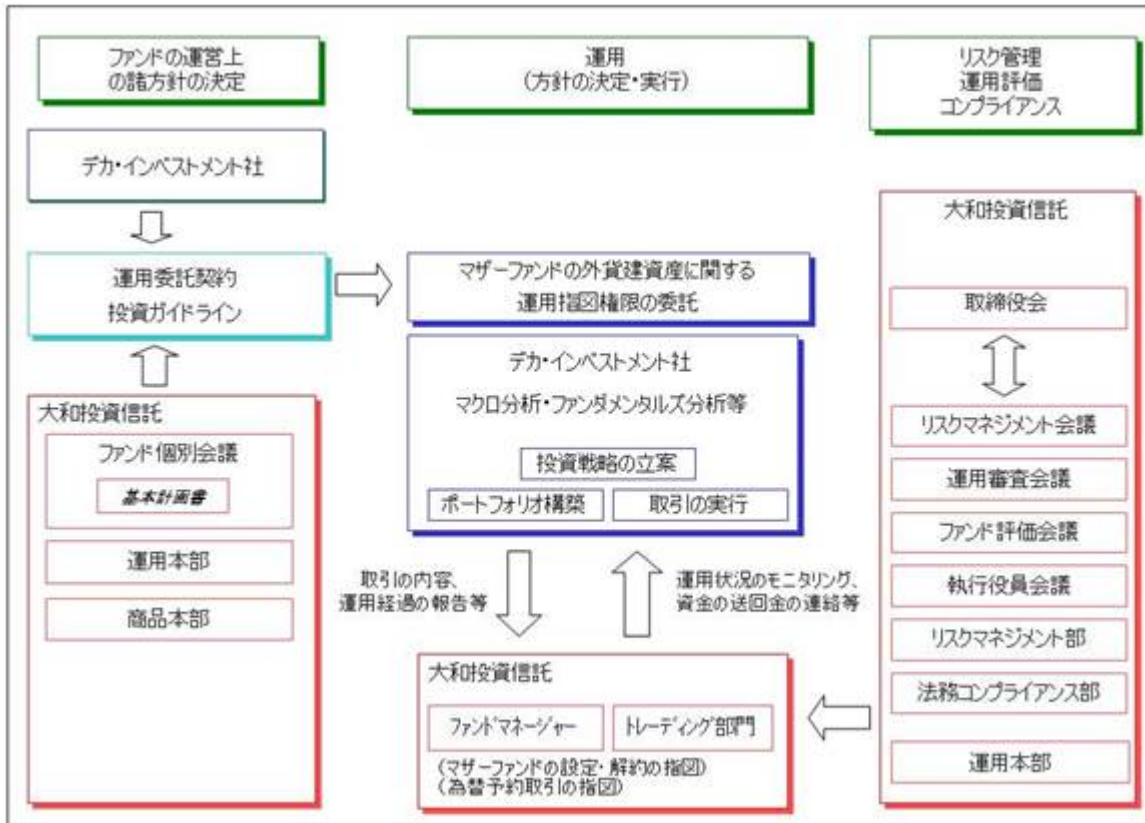 ファンドの運営上
の諸方針の決定
運用
(方針の決定・実行)
リスク管理
運用評価
コンプライアンス
デカ・インベストメント社
運用委託契約
投資ガイドライン
マザーファンドの外貨建資産に関する
運用指図権限の委託
デカ・インベストメント社
マクロ分析・ファンダメンタルズ分析等
投資戦略の立案
ポートフォリオ構築
取引の実行
大和投資信託
ファンド個別会議
基本計画書
運用本部
商品本部
取引の内容、
運用経過の報告等
運用状況のモニタリング、
資金の送回金の連絡等
大和投資信託
ファンドマネージャー
トレーディング部門
(マザーファンドの設定・解約の指図)
(為替予約取引の指図)
大和投資信託
取締役会
リスクマネジメント会議
運用審査会議
ファンド評価会議
執行役員会議
リスクマネジメント部
法務コンプライアンス部
運用本部